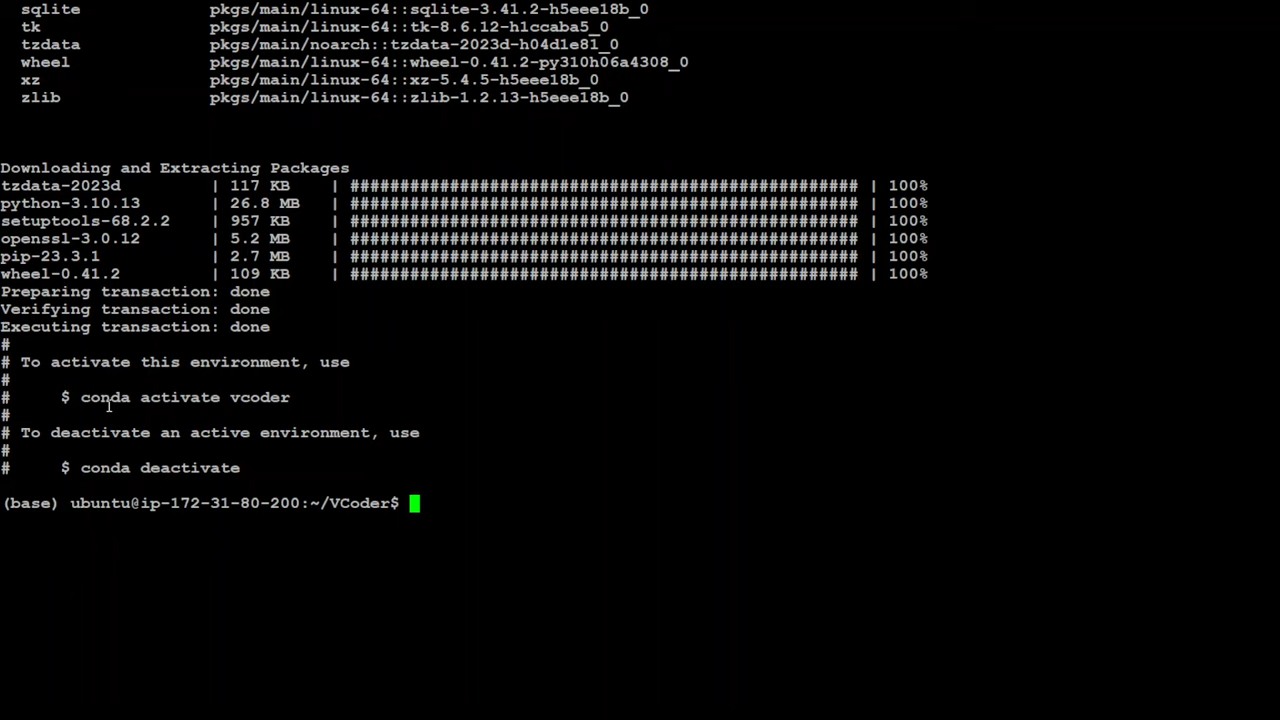 sqlite pkgs/main/linux-64::sqlite-3.41.2-h5eee18b_0
tk pkgs/main/linux-64::tk-8.6.12-h1ccaba5_0
tzdata pkgs/main/noarch::tzdata-2023d-h04d1e81_0
wheel pkgs/main/linux-64::wheel-0.41.2-py310h06a4308_0
xz pkgs/main/linux-64::xz-5.4.5-h5eee18b_0
zlib pkgs/main/linux-64::zlib-1.2.13-h5eee18b_0
Downloading and Extracting Packages
tzdata-2023d | 117 KB | ################################################### | 100%
python-3.10.13 | 26.8 MB | ################################################### | 100%
setuptools-68.2.2 | 957 KB | ################################################### | 100%
openssl-3.0.12 | 5.2 MB | ################################################### | 100%
pip-23.3.1 | 2.7 MB | ################################################### | 100%
wheel-0.41.2 | 109 KB | ################################################### | 100%
Preparing transaction: done
Verifying transaction: done
Executing transaction: done
#
# To activate this environment, use
#
# $ conda activate vcoder
#
# To deactivate an active environment, use
#
# $ conda deactivate
(base) ubuntu@ip-172-31-80-200:~/VCoder$